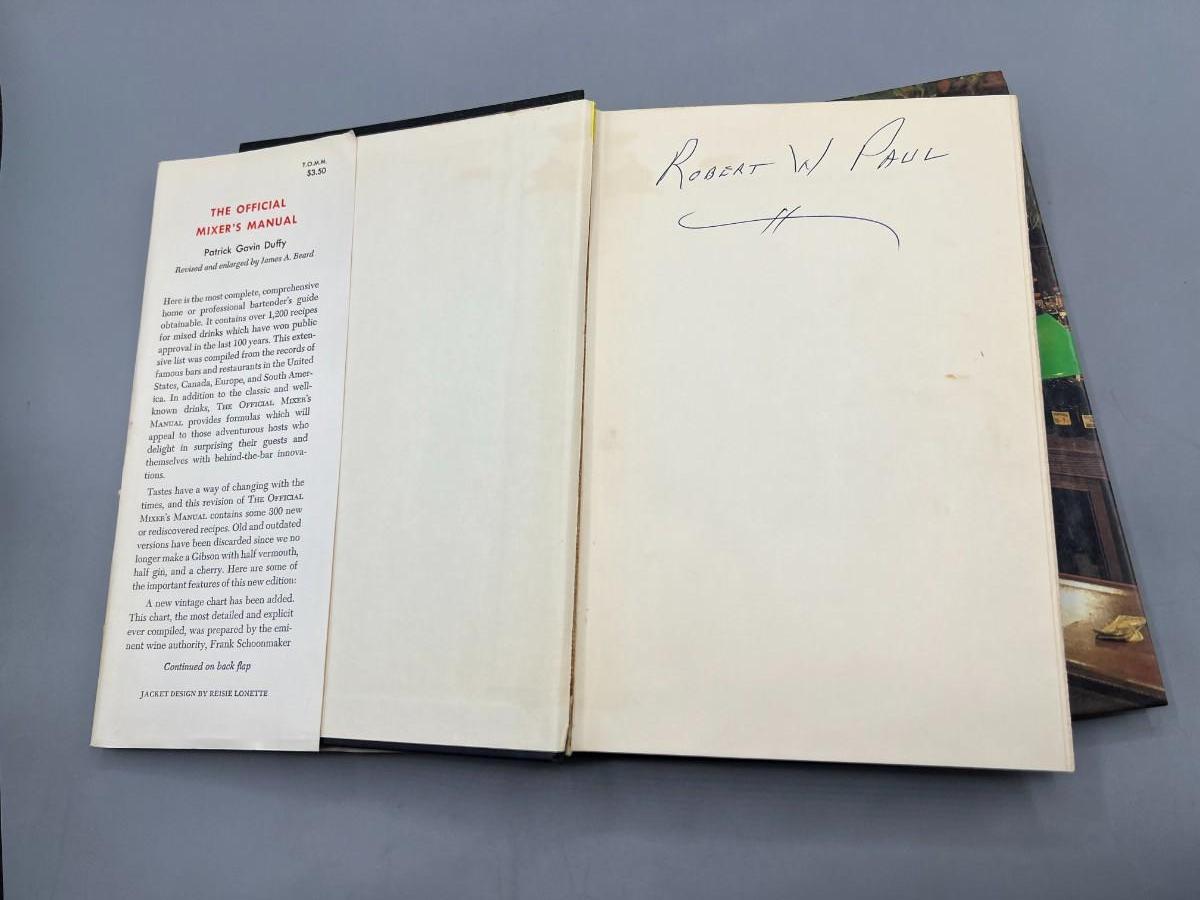 T.O.M.M.
$3.50
THE OFFICIAL
MIXER'S MANUAL
Patrick Gavin Duffy
Revised and enlarged by James A. Beard
Here is the most complete, comprehensive
home or professional bartender's guide
obtainable. It contains over 1,200 recipes
for mixed drinks which have won public
approval in the last 100 years. This exten-
sive list was compiled from the records of
famous bars and restaurants in the United
States, Canada, Europe, and South Amer-
ica. In addition to the classic and well-
known drinks, THE OFFICIAL MIXER'S
MANUAL provides formulas which will
appeal to those adventurous hosts who
delight in surprising their guests and
themselves with behind-the-bar innova-
tions.
Tastes have a way of changing with the
times, and this revision of THE OFFICIAL
MIXER'S MANUAL contains some 300 new
or rediscovered recipes. Old and outdated
versions have been discarded since we no
longer make a Gibson with half vermouth,
half gin, and a cherry. Here are some of
the important features of this new edition:
A new vintage chart has been added.
This chart, the most detailed and explicit
ever compiled, was prepared by the emi-
nent wine authority, Frank Schoonmaker
Continued on back flap
JACKET DESIGN BY REISIE LONETTE
ROBERT W PAUL